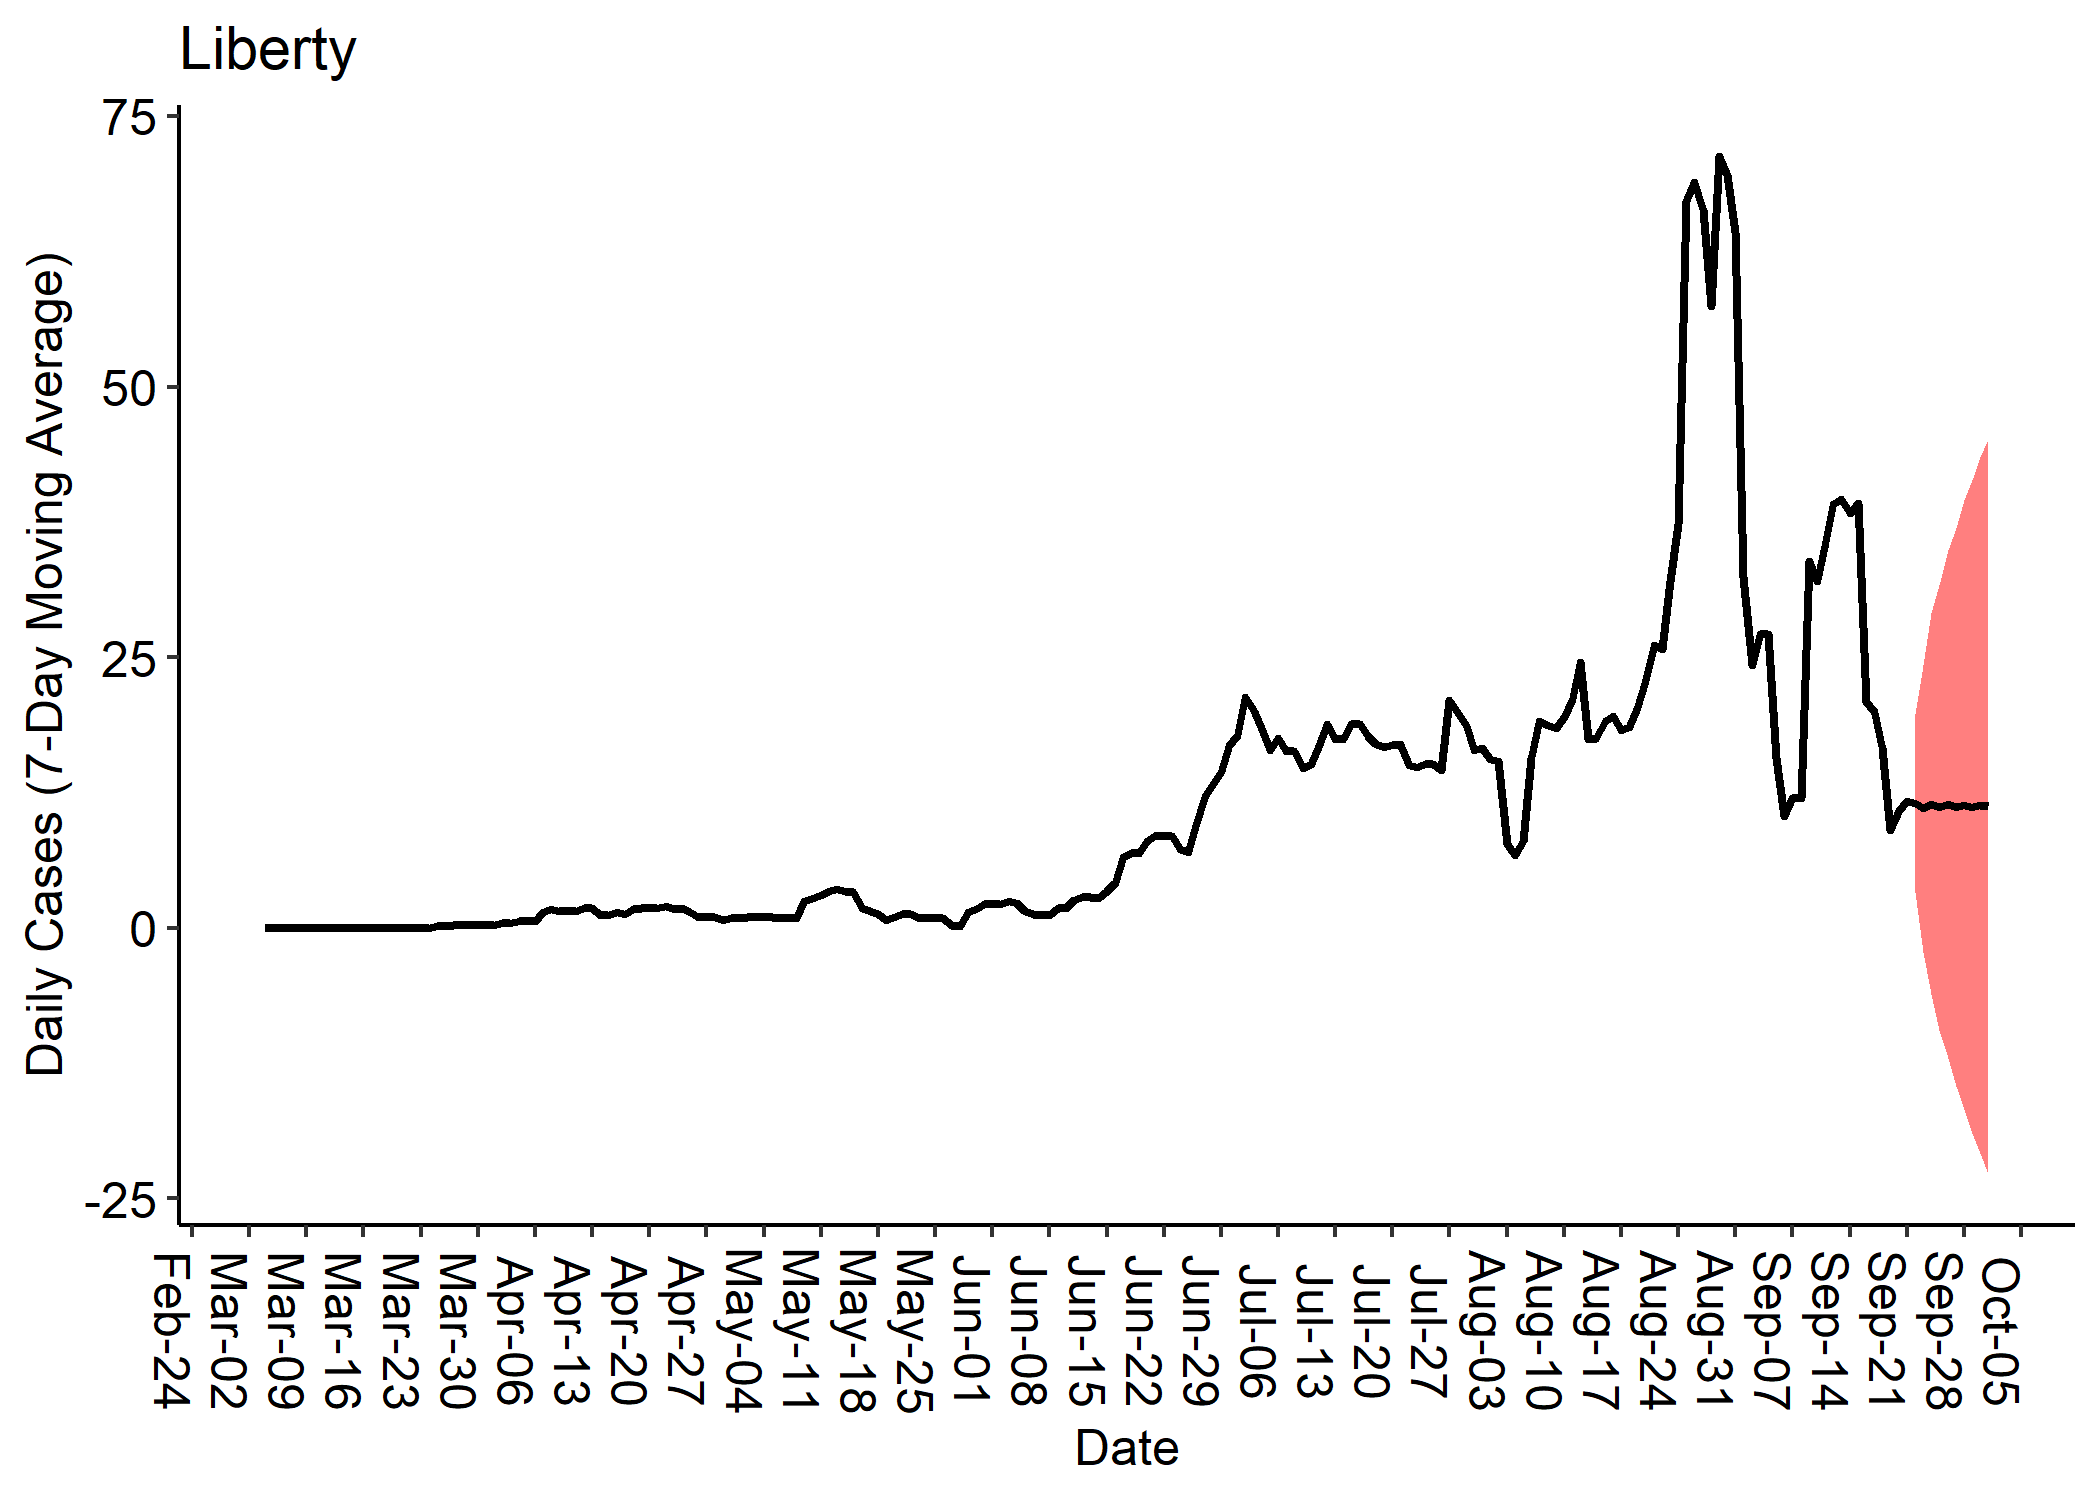 Liberty
Daily Cases (7-Day Moving Average)
75
50
25
0
-25
Feb-24
Mar-02
Mar-09
Mar-16
Mar-23
Mar-30
Apr-06
Apr-13
Apr-20
Apr-27
May-04
May-11
May-18
May-25
Jun-01
Jun-08
Jun-15
Jun-22
Jun-29
Jul-06
Jul-13
Jul-20
Jul-27
Aug-03
Aug-10
Aug-17
Aug-24
Aug-31
Sep-07
Sep-14
Sep-21
Sep-28
Oct-05
Date